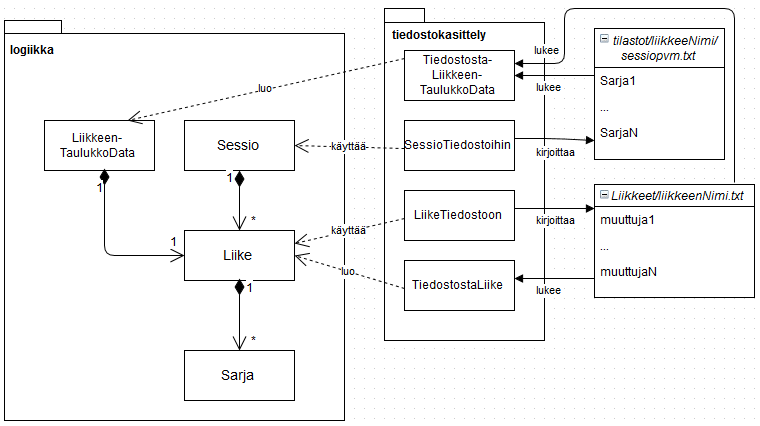 logiikka
Liikkeen-
TaulukkoData
Sessio
1
1
*
1
Liike
1
*
Sarja
luo
käyttää
käyttää
luo
tiedostokasittely
Tiedostosta-
Liikkeen-
TaulukkoData
SessioTiedostoihin
LiikeTiedostoon
TiedostostaLiike
lukee
lukee
kirjoittaa
kirjoittaa
lukee
tilastot/liikkeeNimi/
sessiopvm.txt
Sarja1
...
SarjaN
Liikkeet/liikkeenNimi.txt
muuttuja1
...
muuttujaN